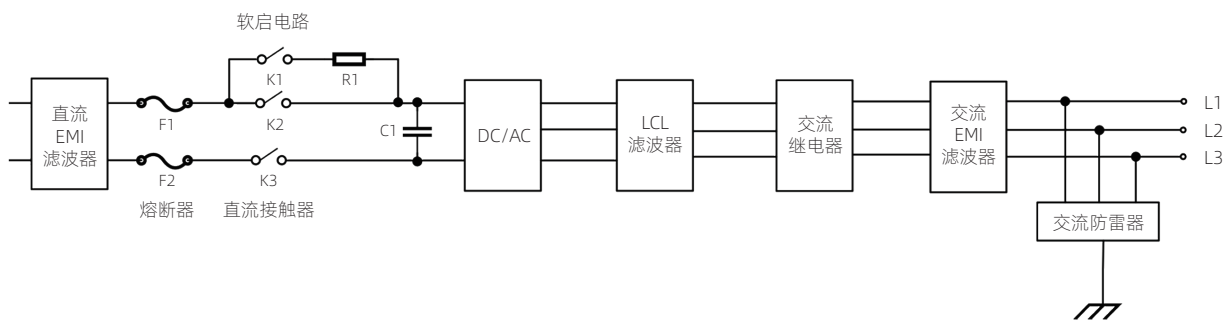 软启电路
K1
R1
直流
EMI
滤波器
F1
K2
C1
DC/AC
LCL
滤波器
交流
继电器
交流
EMI
滤波器
L1
L2
L3
F2
K3
熔断器
直流接触器
交流防雷器